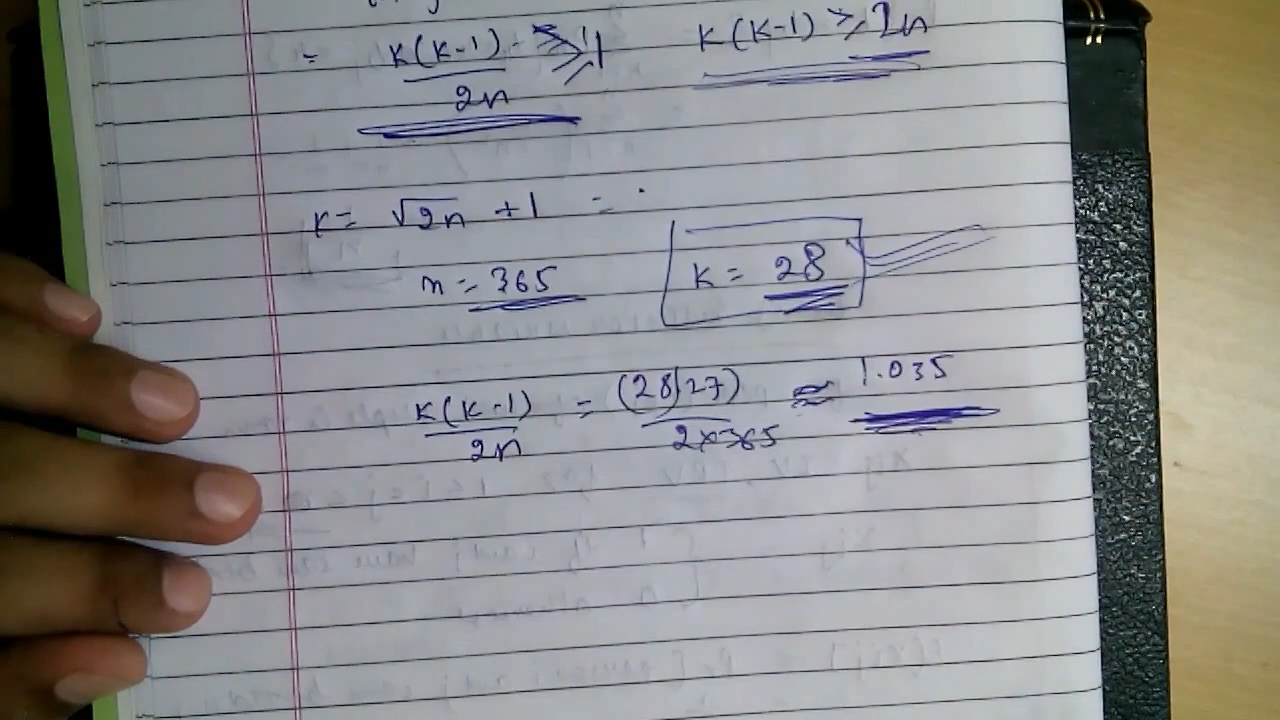 = K(K-1) / 2n ≥ 1 K(K-1) ≥ 2n
K = √2n + 1 =
n = 365 K = 28
K(K-1) / 2n = (28)(27) / 2×365 ≈ 1.035